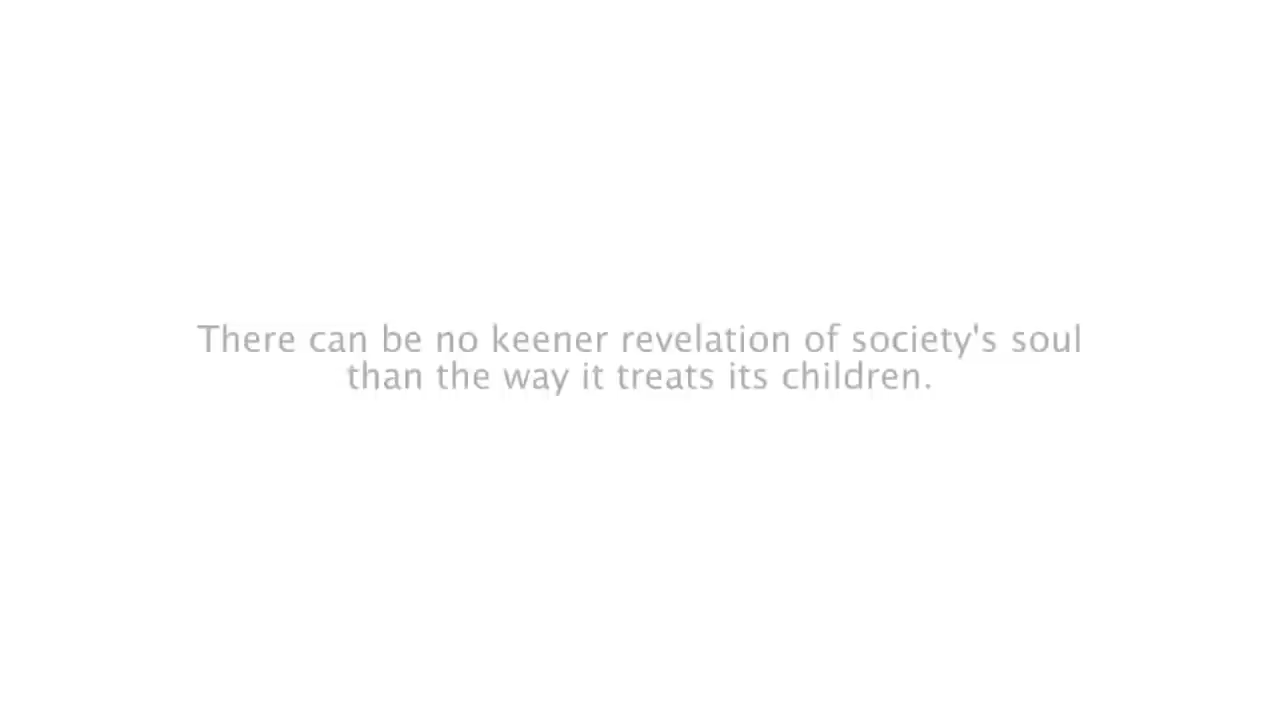 There can be no keener revelation of society's soul
than the way it treats its children.